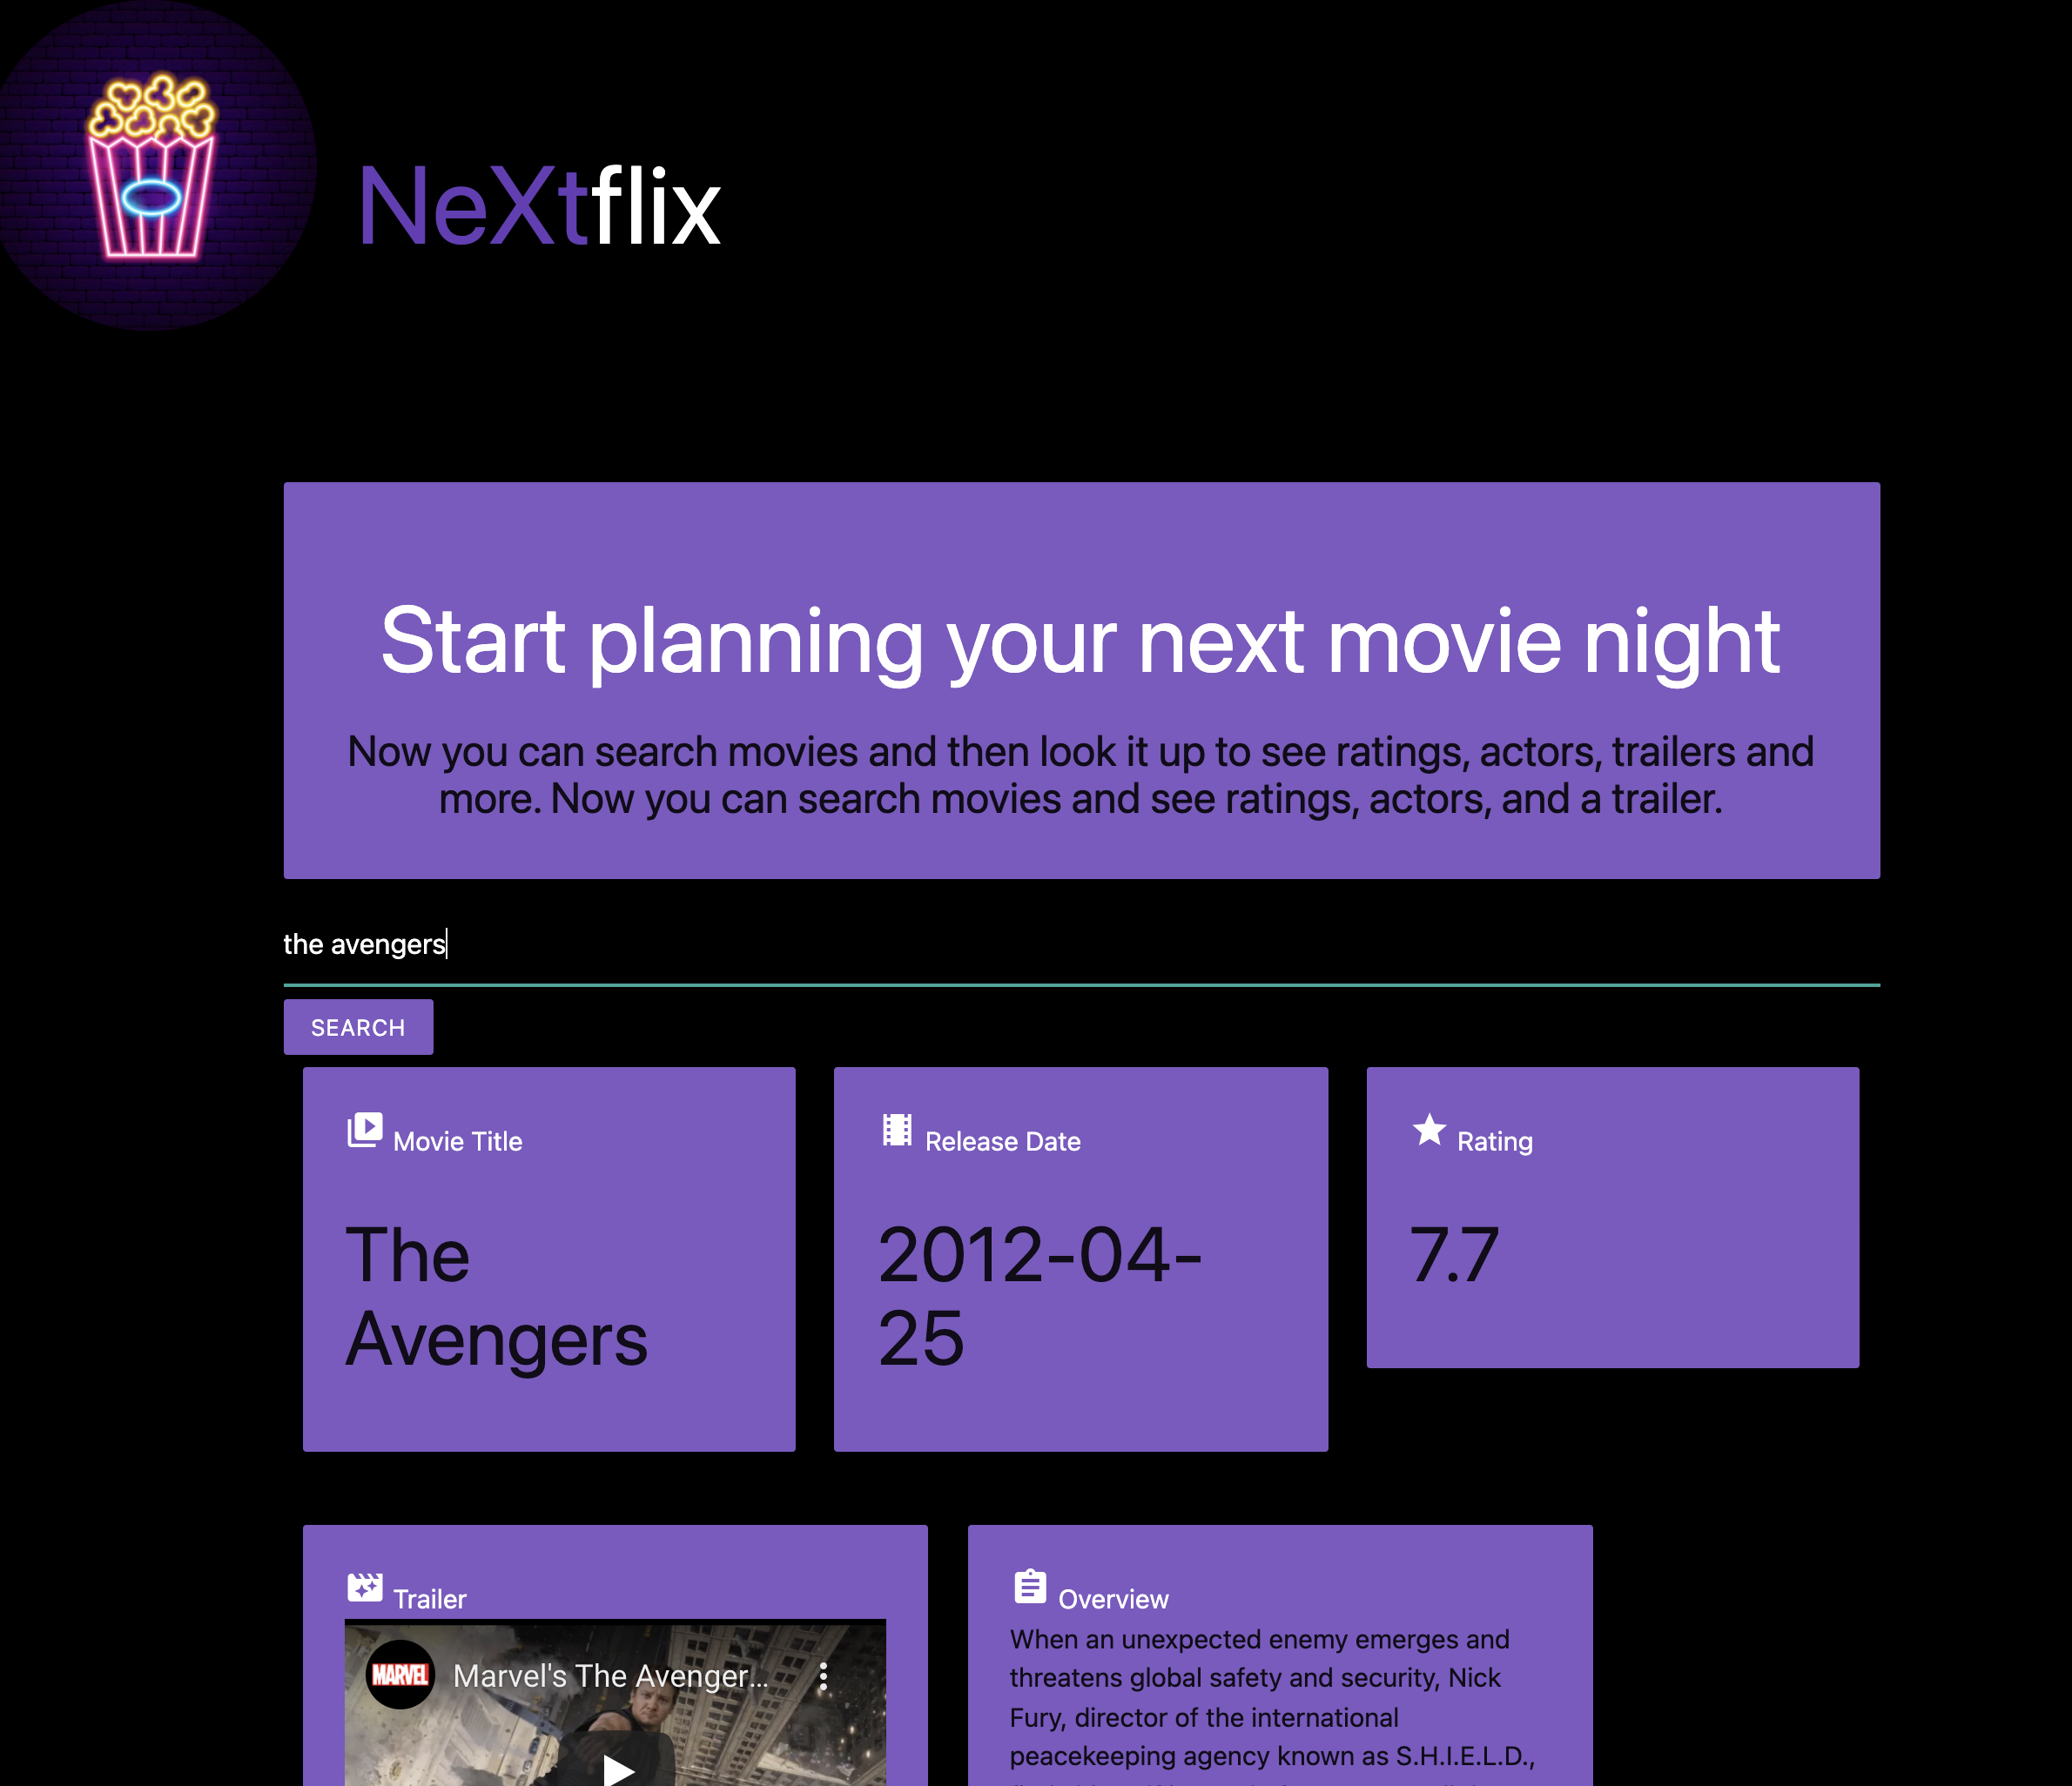 NeXtflix
Start planning your next movie night
Now you can search movies and then look it up to see ratings, actors, trailers and
more. Now you can search movies and see ratings, actors, and a trailer.
the avengers
SEARCH
Movie Title
The
Avengers
Release Date
2012-04-
25
Rating
7.7
Trailer
MARVEL
Marvel's The Avenger...
Overview
When an unexpected enemy emerges and
threatens global safety and security, Nick
Fury, director of the international
peacekeeping agency known as S.H.I.E.L.D.,